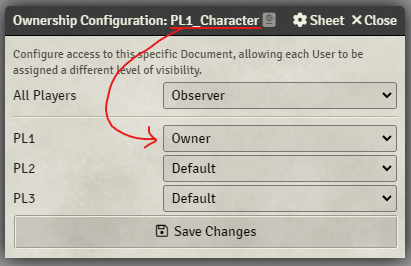 Ownership Configuration: PL1_Character Sheet Close
Configure access to this specific Document, allowing each User to be
assigned a different level of visibility.
All Players Observer
PL1 Owner
PL2 Default
PL3 Default
Save Changes